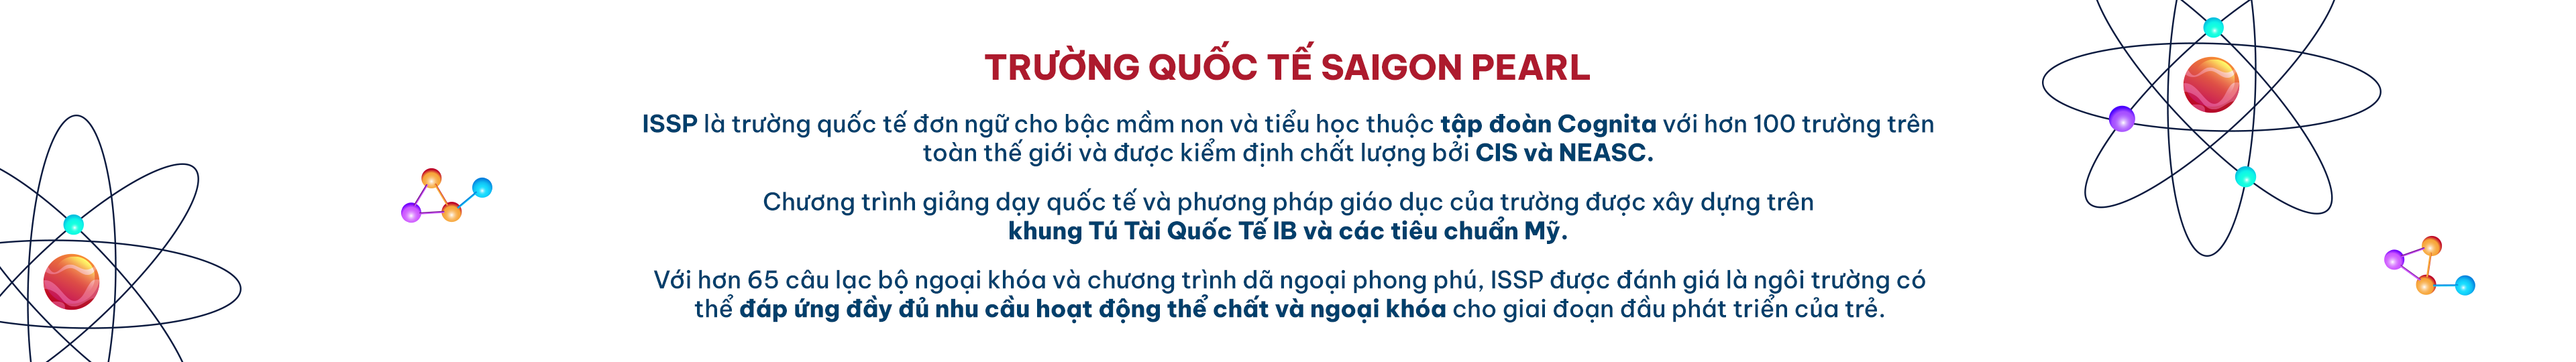 TRƯỜNG QUỐC TẾ SAIGON PEARL
ISSP là trường quốc tế đơn ngữ cho bậc mầm non và tiểu học thuộc tập đoàn Cognita với hơn 100 trường trên
toàn thế giới và được kiểm định chất lượng bởi CIS và NEASC.
Chương trình giảng dạy quốc tế và phương pháp giáo dục của trường được xây dựng trên
khung Tú Tài Quốc Tế IB và các tiêu chuẩn Mỹ.
Với hơn 65 câu lạc bộ ngoại khóa và chương trình dã ngoại phong phú, ISSP được đánh giá là ngôi trường có
thể đáp ứng đầy đủ nhu cầu hoạt động thể chất và ngoại khóa cho giai đoạn đầu phát triển của trẻ.